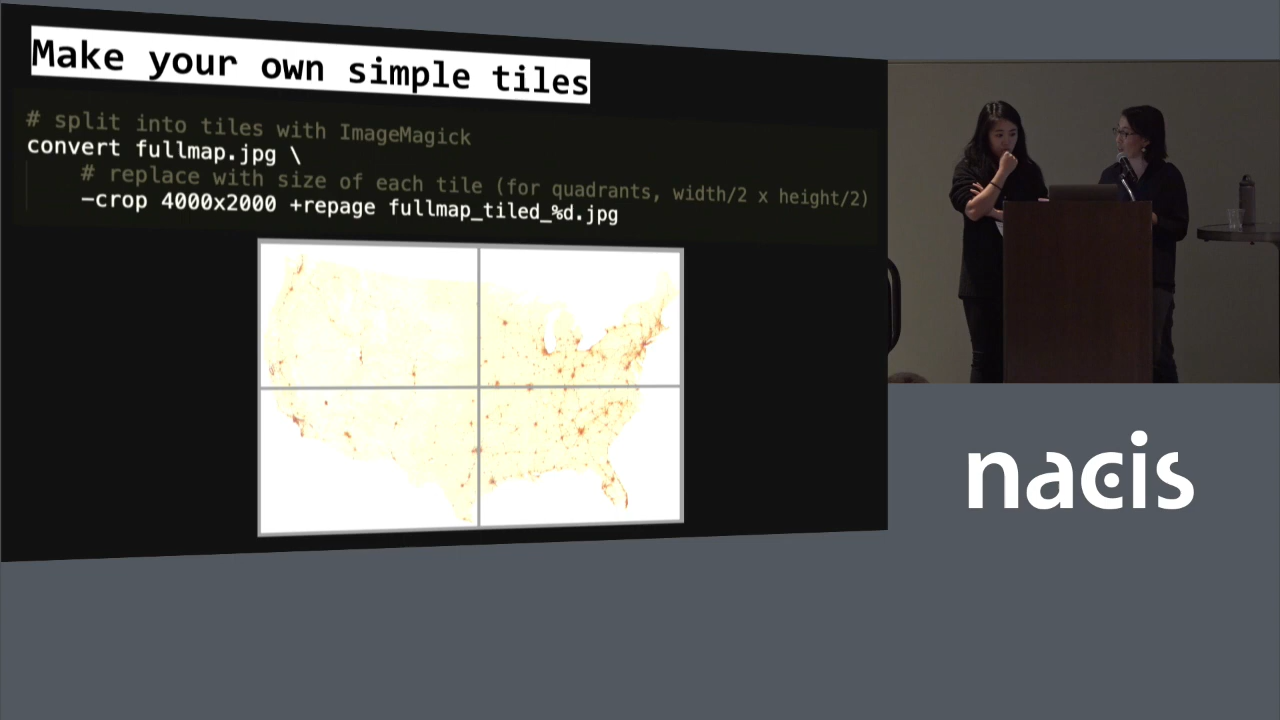 Make your own simple tiles
# split into tiles with ImageMagick
convert fullmap.jpg \
# replace with size of each tile (for quadrants, width/2 x height/2)
–crop 4000x2000 +repage fullmap_tiled_%d.jpg
nacis